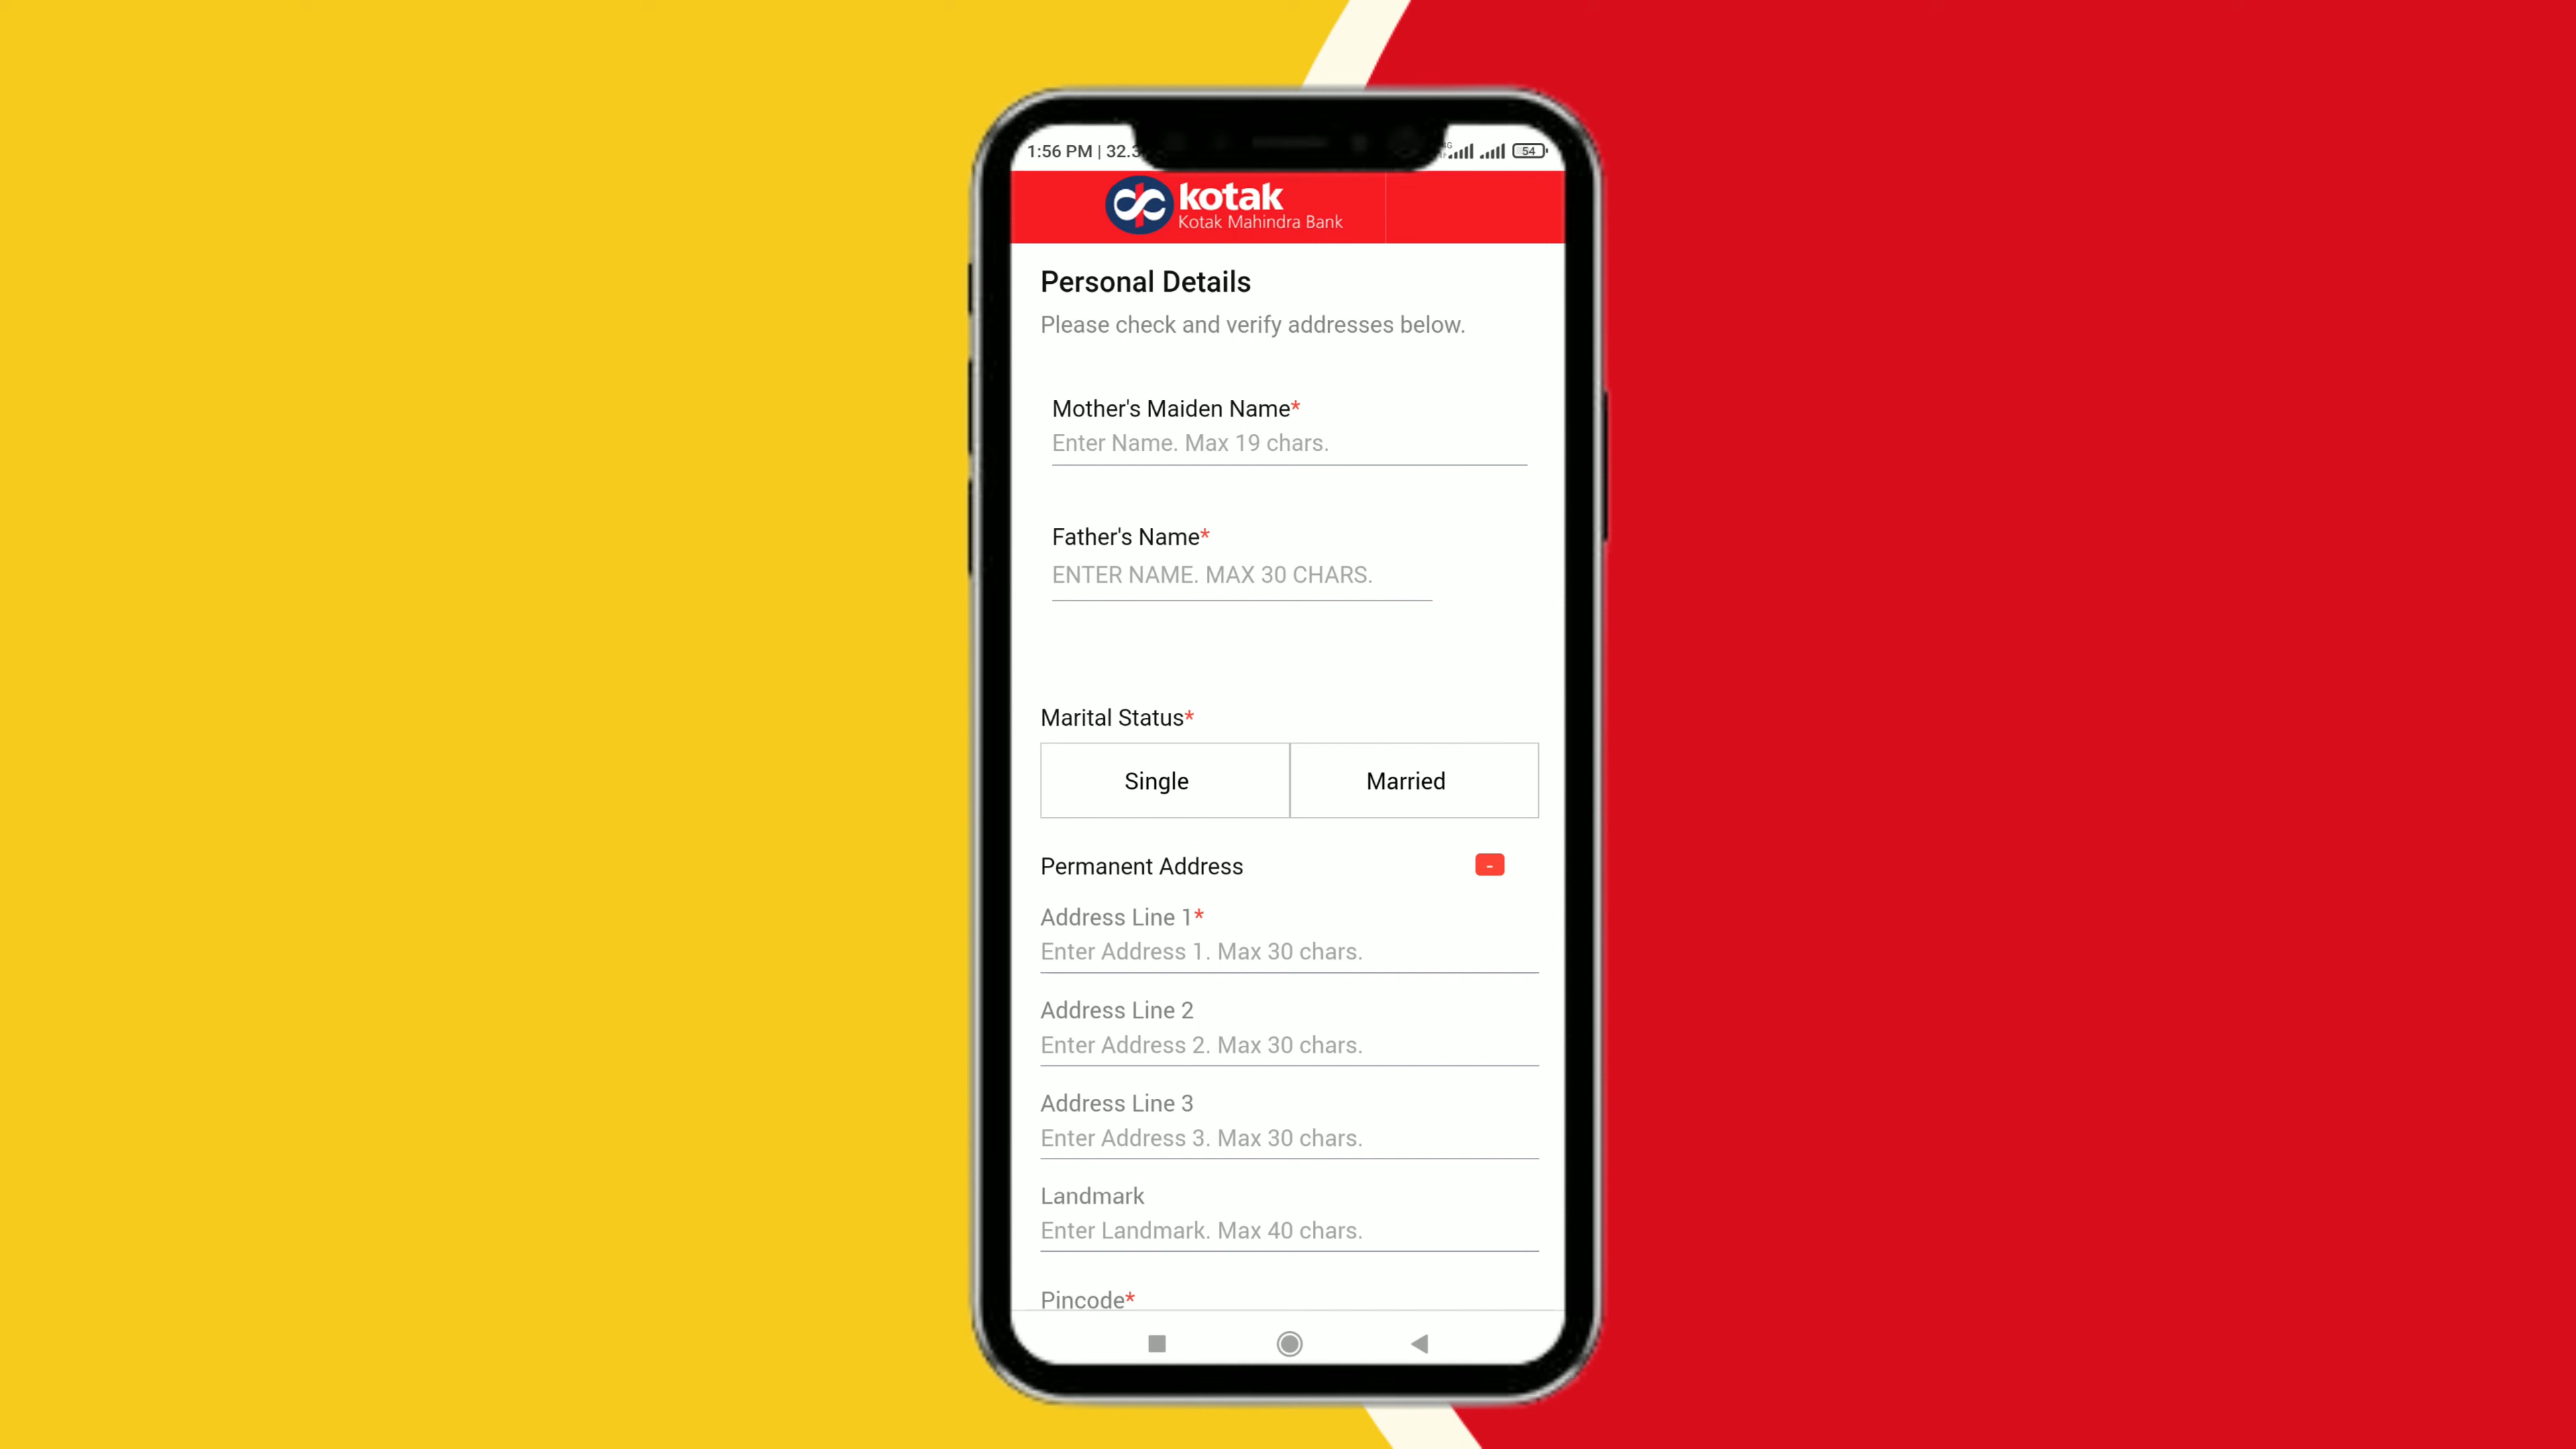 1:56 PM | 32.3
54
kotak
Kotak Mahindra Bank
Personal Details
Please check and verify addresses below.
Mother's Maiden Name*
Enter Name. Max 19 chars.
Father's Name*
ENTER NAME. MAX 30 CHARS.
Marital Status*
Single Married
Permanent Address -
Address Line 1*
Enter Address 1. Max 30 chars.
Address Line 2
Enter Address 2. Max 30 chars.
Address Line 3
Enter Address 3. Max 30 chars.
Landmark
Enter Landmark. Max 40 chars.
Pincode*